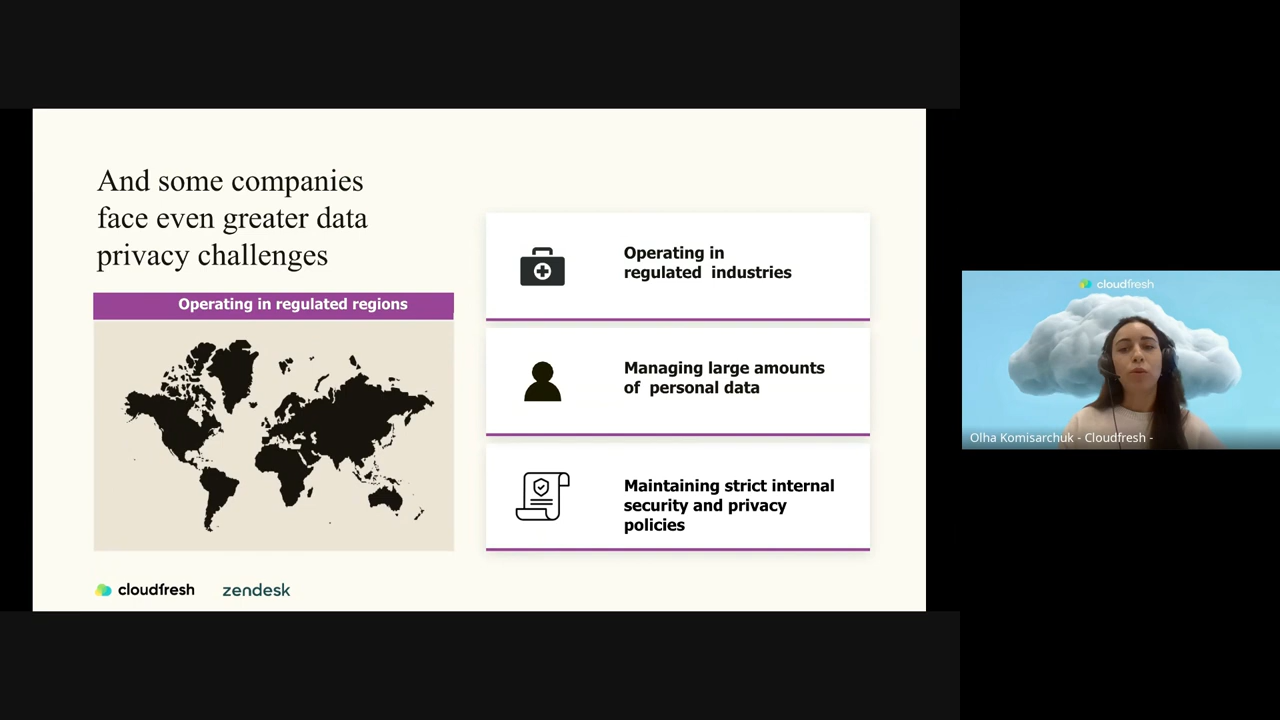 And some companies
face even greater data
privacy challenges
Operating in regulated regions
Operating in
regulated industries
Managing large amounts
of personal data
Maintaining strict internal
security and privacy
policies
cloudfresh
zendesk
cloudfresh
Olha Komisarchuk - Cloudfresh -